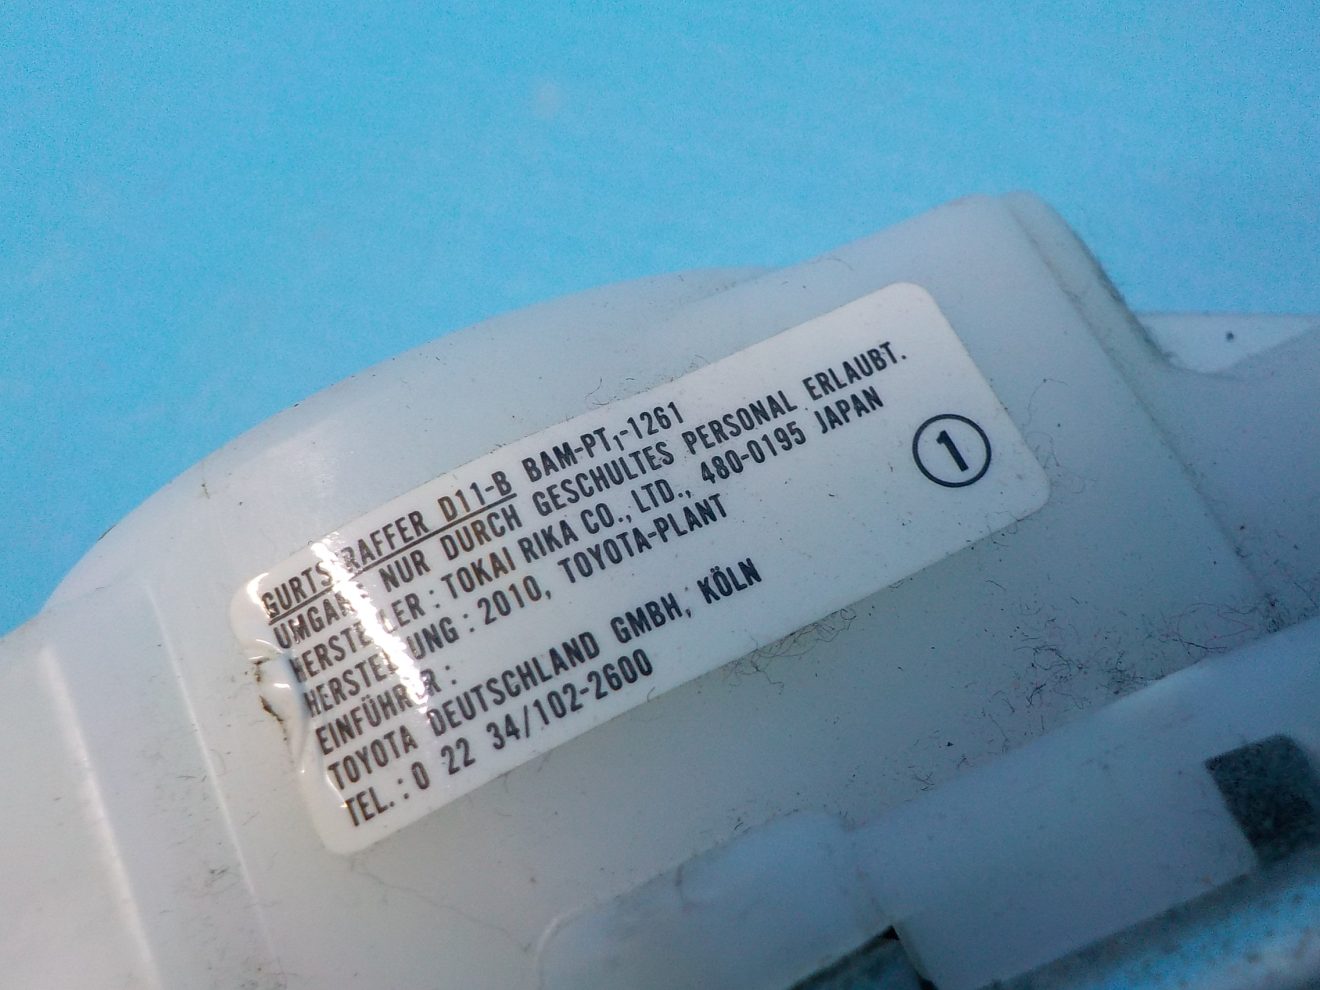 GURTSTRAFFER D11-B BAM-PT₁-1261
UMGANG NUR DURCH GESCHULTES PERSONAL ERLAUBT.
HERSTELLER : TOKAI RIKA CO., LTD., 480-0195 JAPAN
HERSTELLUNG : 2010, TOYOTA-PLANT
EINFÜHRER :
TOYOTA DEUTSCHLAND GMBH, KÖLN
TEL. : 0 22 34/102-2600
1